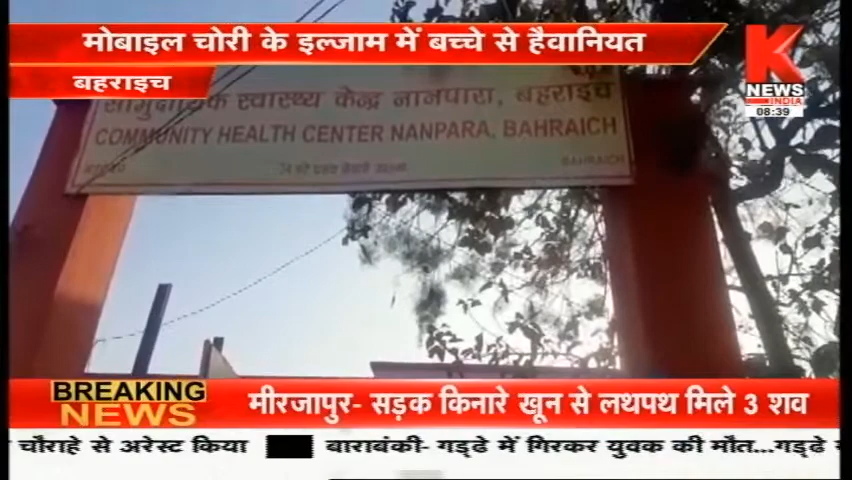 मोबाइल चोरी के इल्जाम में बच्चे से हैवानियत
बहराइच
K
NEWS
INDIA
08:39
सामुदायिक स्वास्थ्य केन्द्र नानपारा, बहराइच
COMMUNITY HEALTH CENTER NANPARA, BAHRAICH
BAHRAICH
BREAKING
NEWS
मीरजापुर- सड़क किनारे खून से लथपथ मिले 3 शव
चौराहे से अरेस्ट किया
बाराबंकी- गड्ढे में गिरकर युवक की मौत...गड्ढे